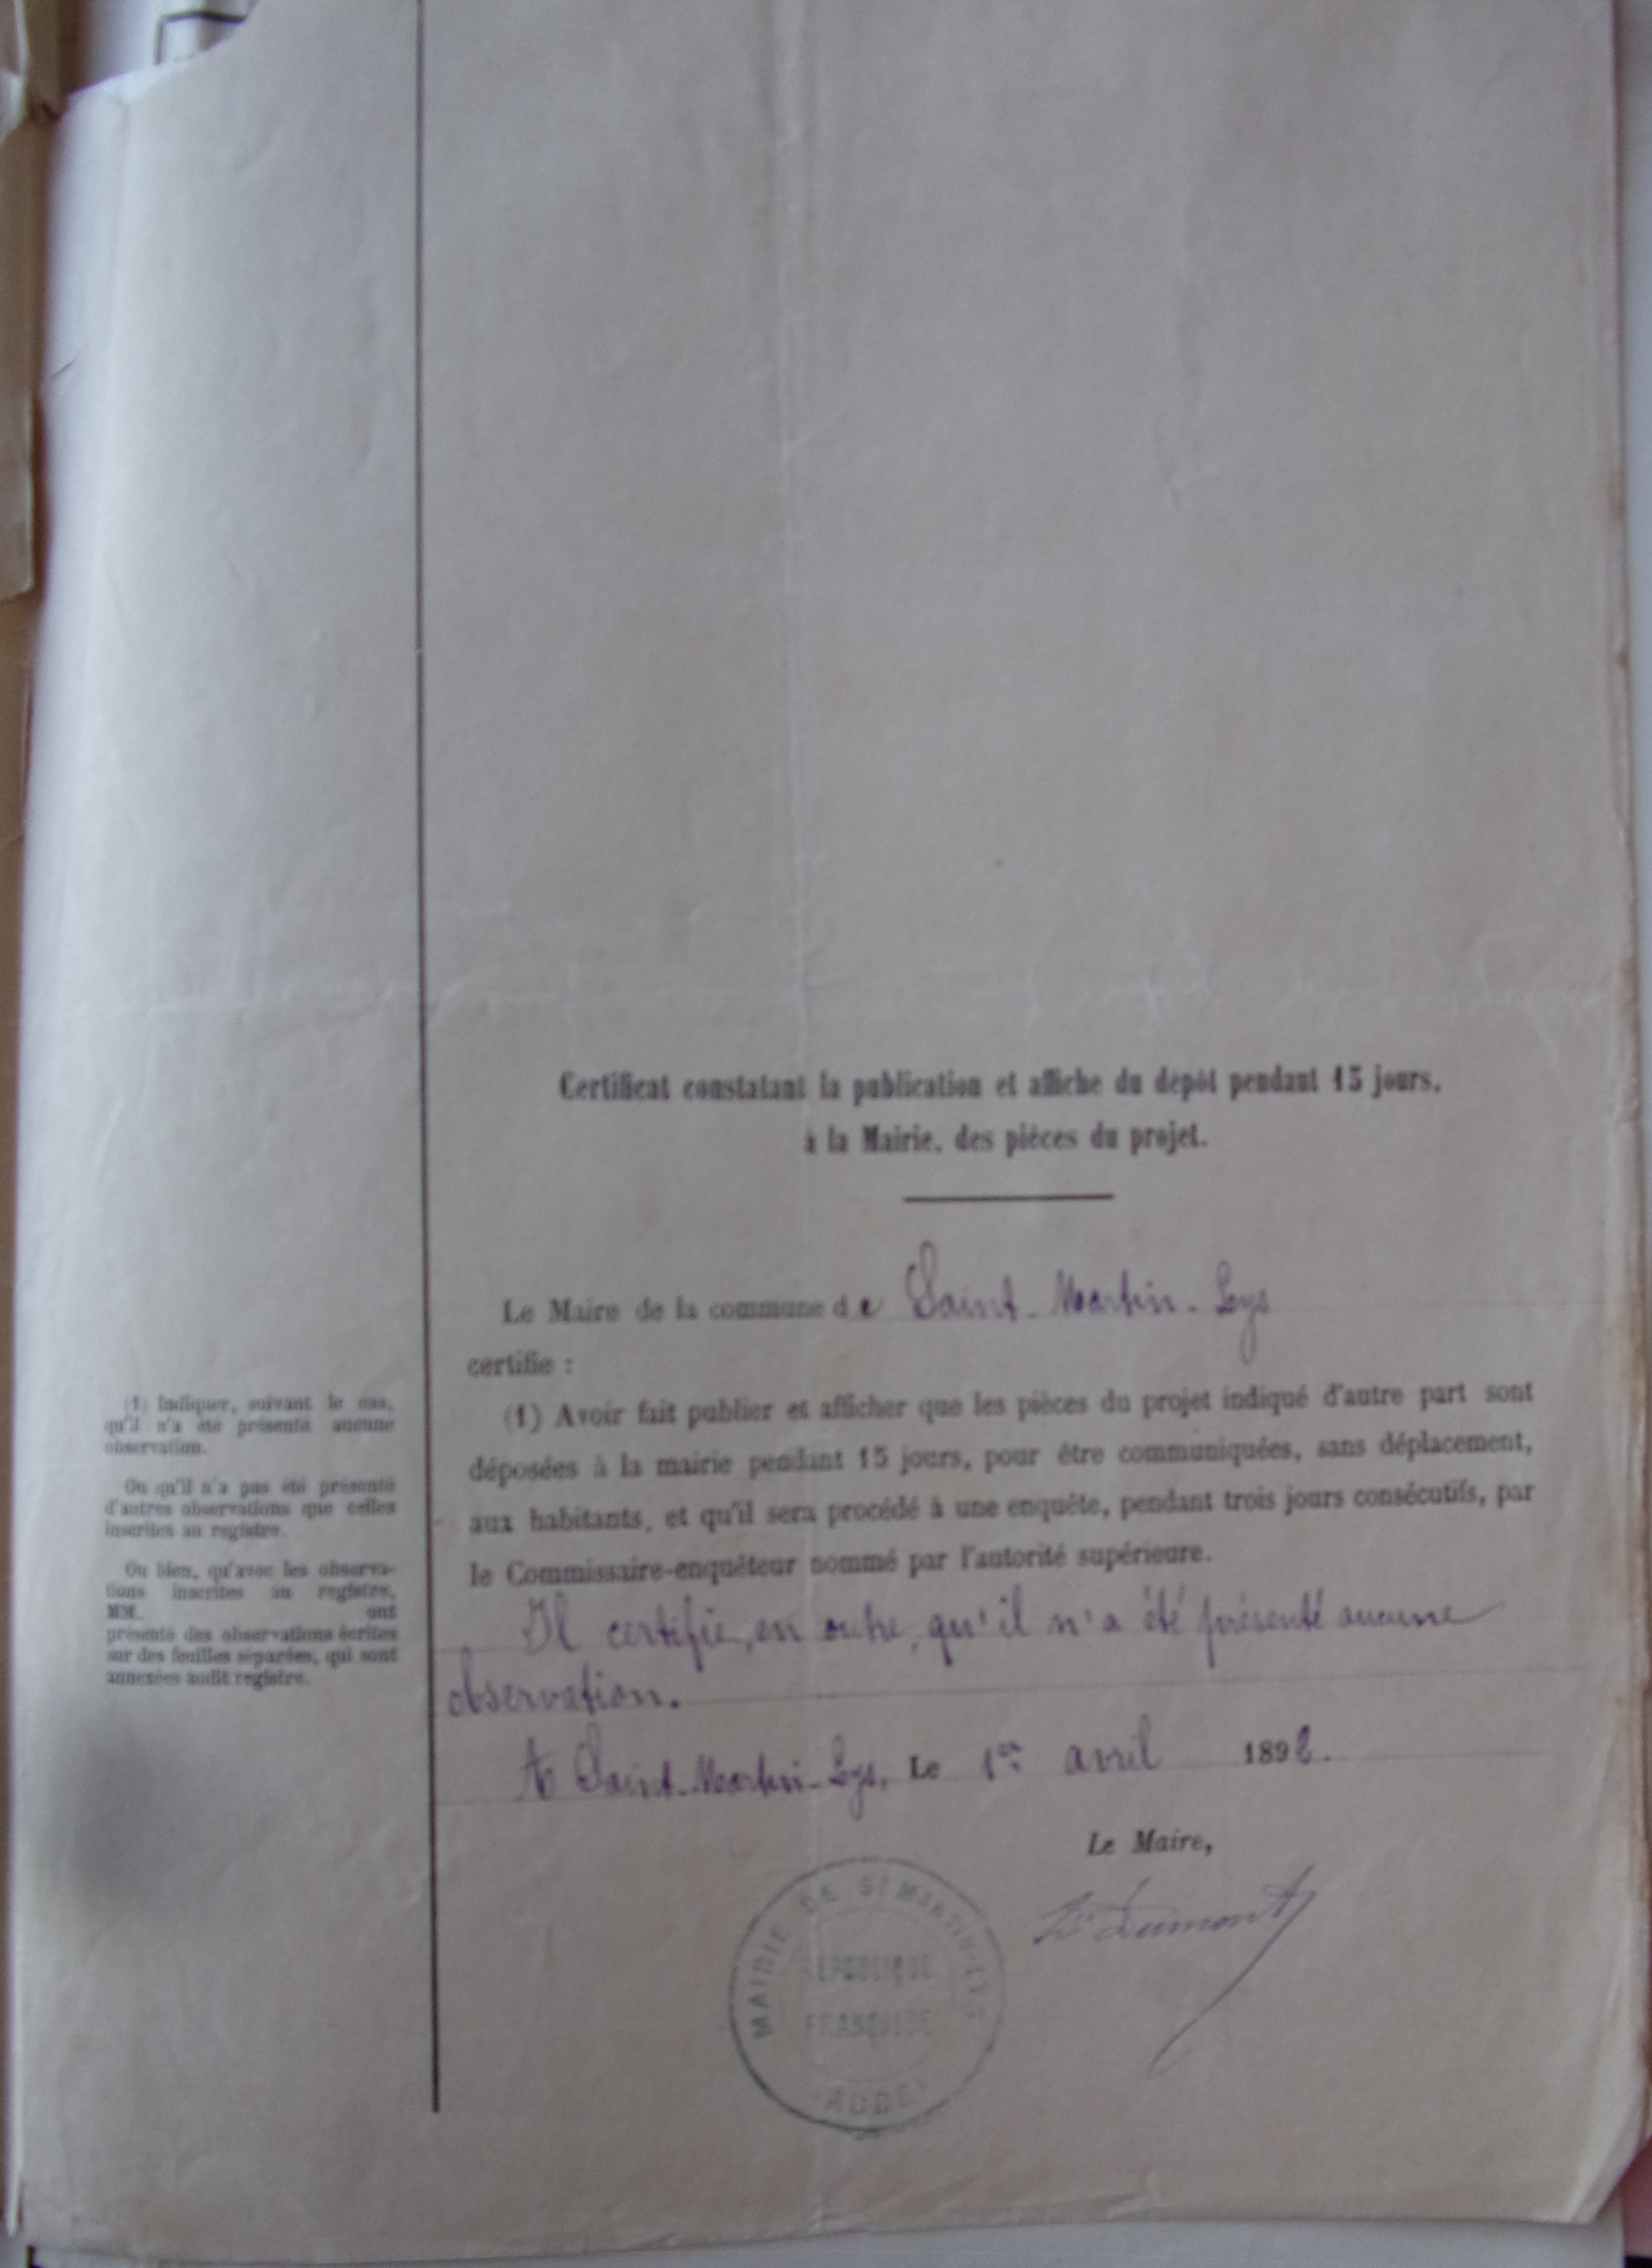 Certificat constatant la publication et affiche du dépôt pendant 15 jours,
à la Mairie, des pièces du projet.
Le Maire de la commune de Saint-Martin-Lys
certifie :
(1) Avoir fait publier et afficher que les pièces du projet indiqué d'autre part sont
déposées à la mairie pendant 15 jours, pour être communiquées, sans déplacement,
aux habitants, et qu'il sera procédé à une enquête, pendant trois jours consécutifs, par
le Commissaire-enquêteur nommé par l'autorité supérieure.
Il certifie, en outre, qu'il n'a été présenté aucune
observation.
A Saint-Martin-Lys, Le 1er avril 1892.
Le Maire,
Dumont
MAIRIE DE ST MARTIN-LYS
REPUBLIQUE
FRANÇAISE
AUDE
(1) Indiquer, suivant le cas,
qu'il n'a été présenté aucune
observation.
Ou qu'il n'a pas été présenté
d'autres observations que celles
inscrites au registre.
Ou bien, qu'avec les observa-
tions inscrites au registre,
MM. ont
présenté des observations écrites
sur des feuilles séparées, qui sont
annexées audit registre.